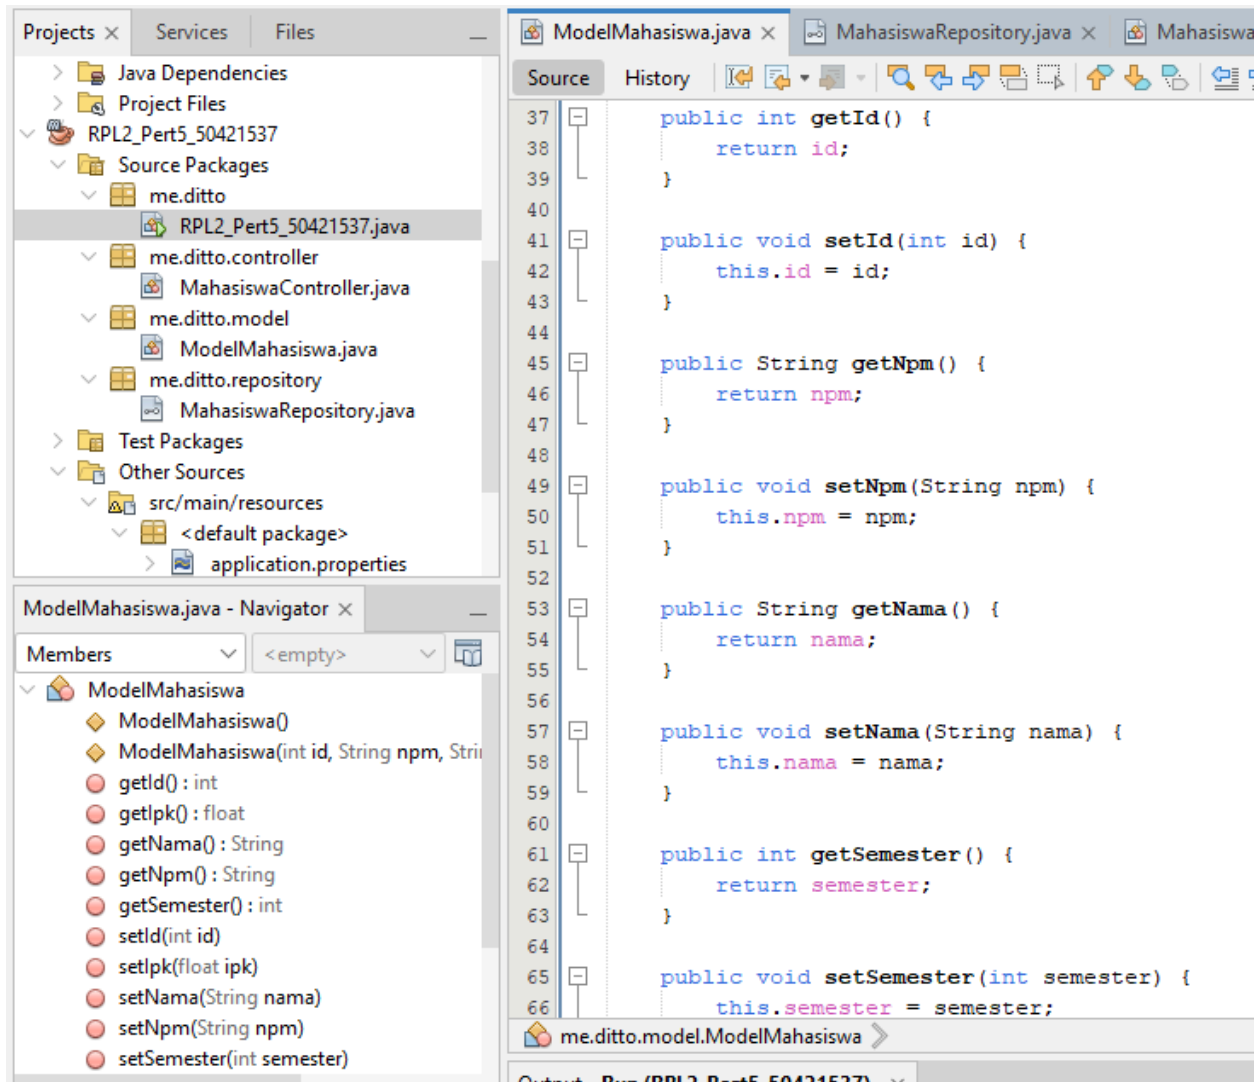 Projects
Services
Files
Java Dependencies
Project Files
RPL2_Pert5_50421537
Source Packages
me.ditto
RPL2_Pert5_50421537.java
me.ditto.controller
MahasiswaController.java
me.ditto.model
ModelMahasiswa.java
me.ditto.repository
MahasiswaRepository.java
Test Packages
Other Sources
src/main/resources
<default package>
application.properties
ModelMahasiswa.java - Navigator
Members
<empty>
ModelMahasiswa
ModelMahasiswa()
ModelMahasiswa(int id, String npm, Stri
getId() : int
getIpk() : float
getNama() : String
getNpm() : String
getSemester() : int
setId(int id)
setIpk(float ipk)
setNama(String nama)
setNpm(String npm)
setSemester(int semester)
ModelMahasiswa.java
MahasiswaRepository.java
Mahasiswa
Source
History
37 public int getId() {
38 return id;
39 }
40
41 public void setId(int id) {
42 this.id = id;
43 }
44
45 public String getNpm() {
46 return npm;
47 }
48
49 public void setNpm(String npm) {
50 this.npm = npm;
51 }
52
53 public String getNama() {
54 return nama;
55 }
56
57 public void setNama(String nama) {
58 this.nama = nama;
59 }
60
61 public int getSemester() {
62 return semester;
63 }
64
65 public void setSemester(int semester) {
66 this.semester = semester;
me.ditto.model.ModelMahasiswa
Output - Run (RPL2_Pert5_50421537)